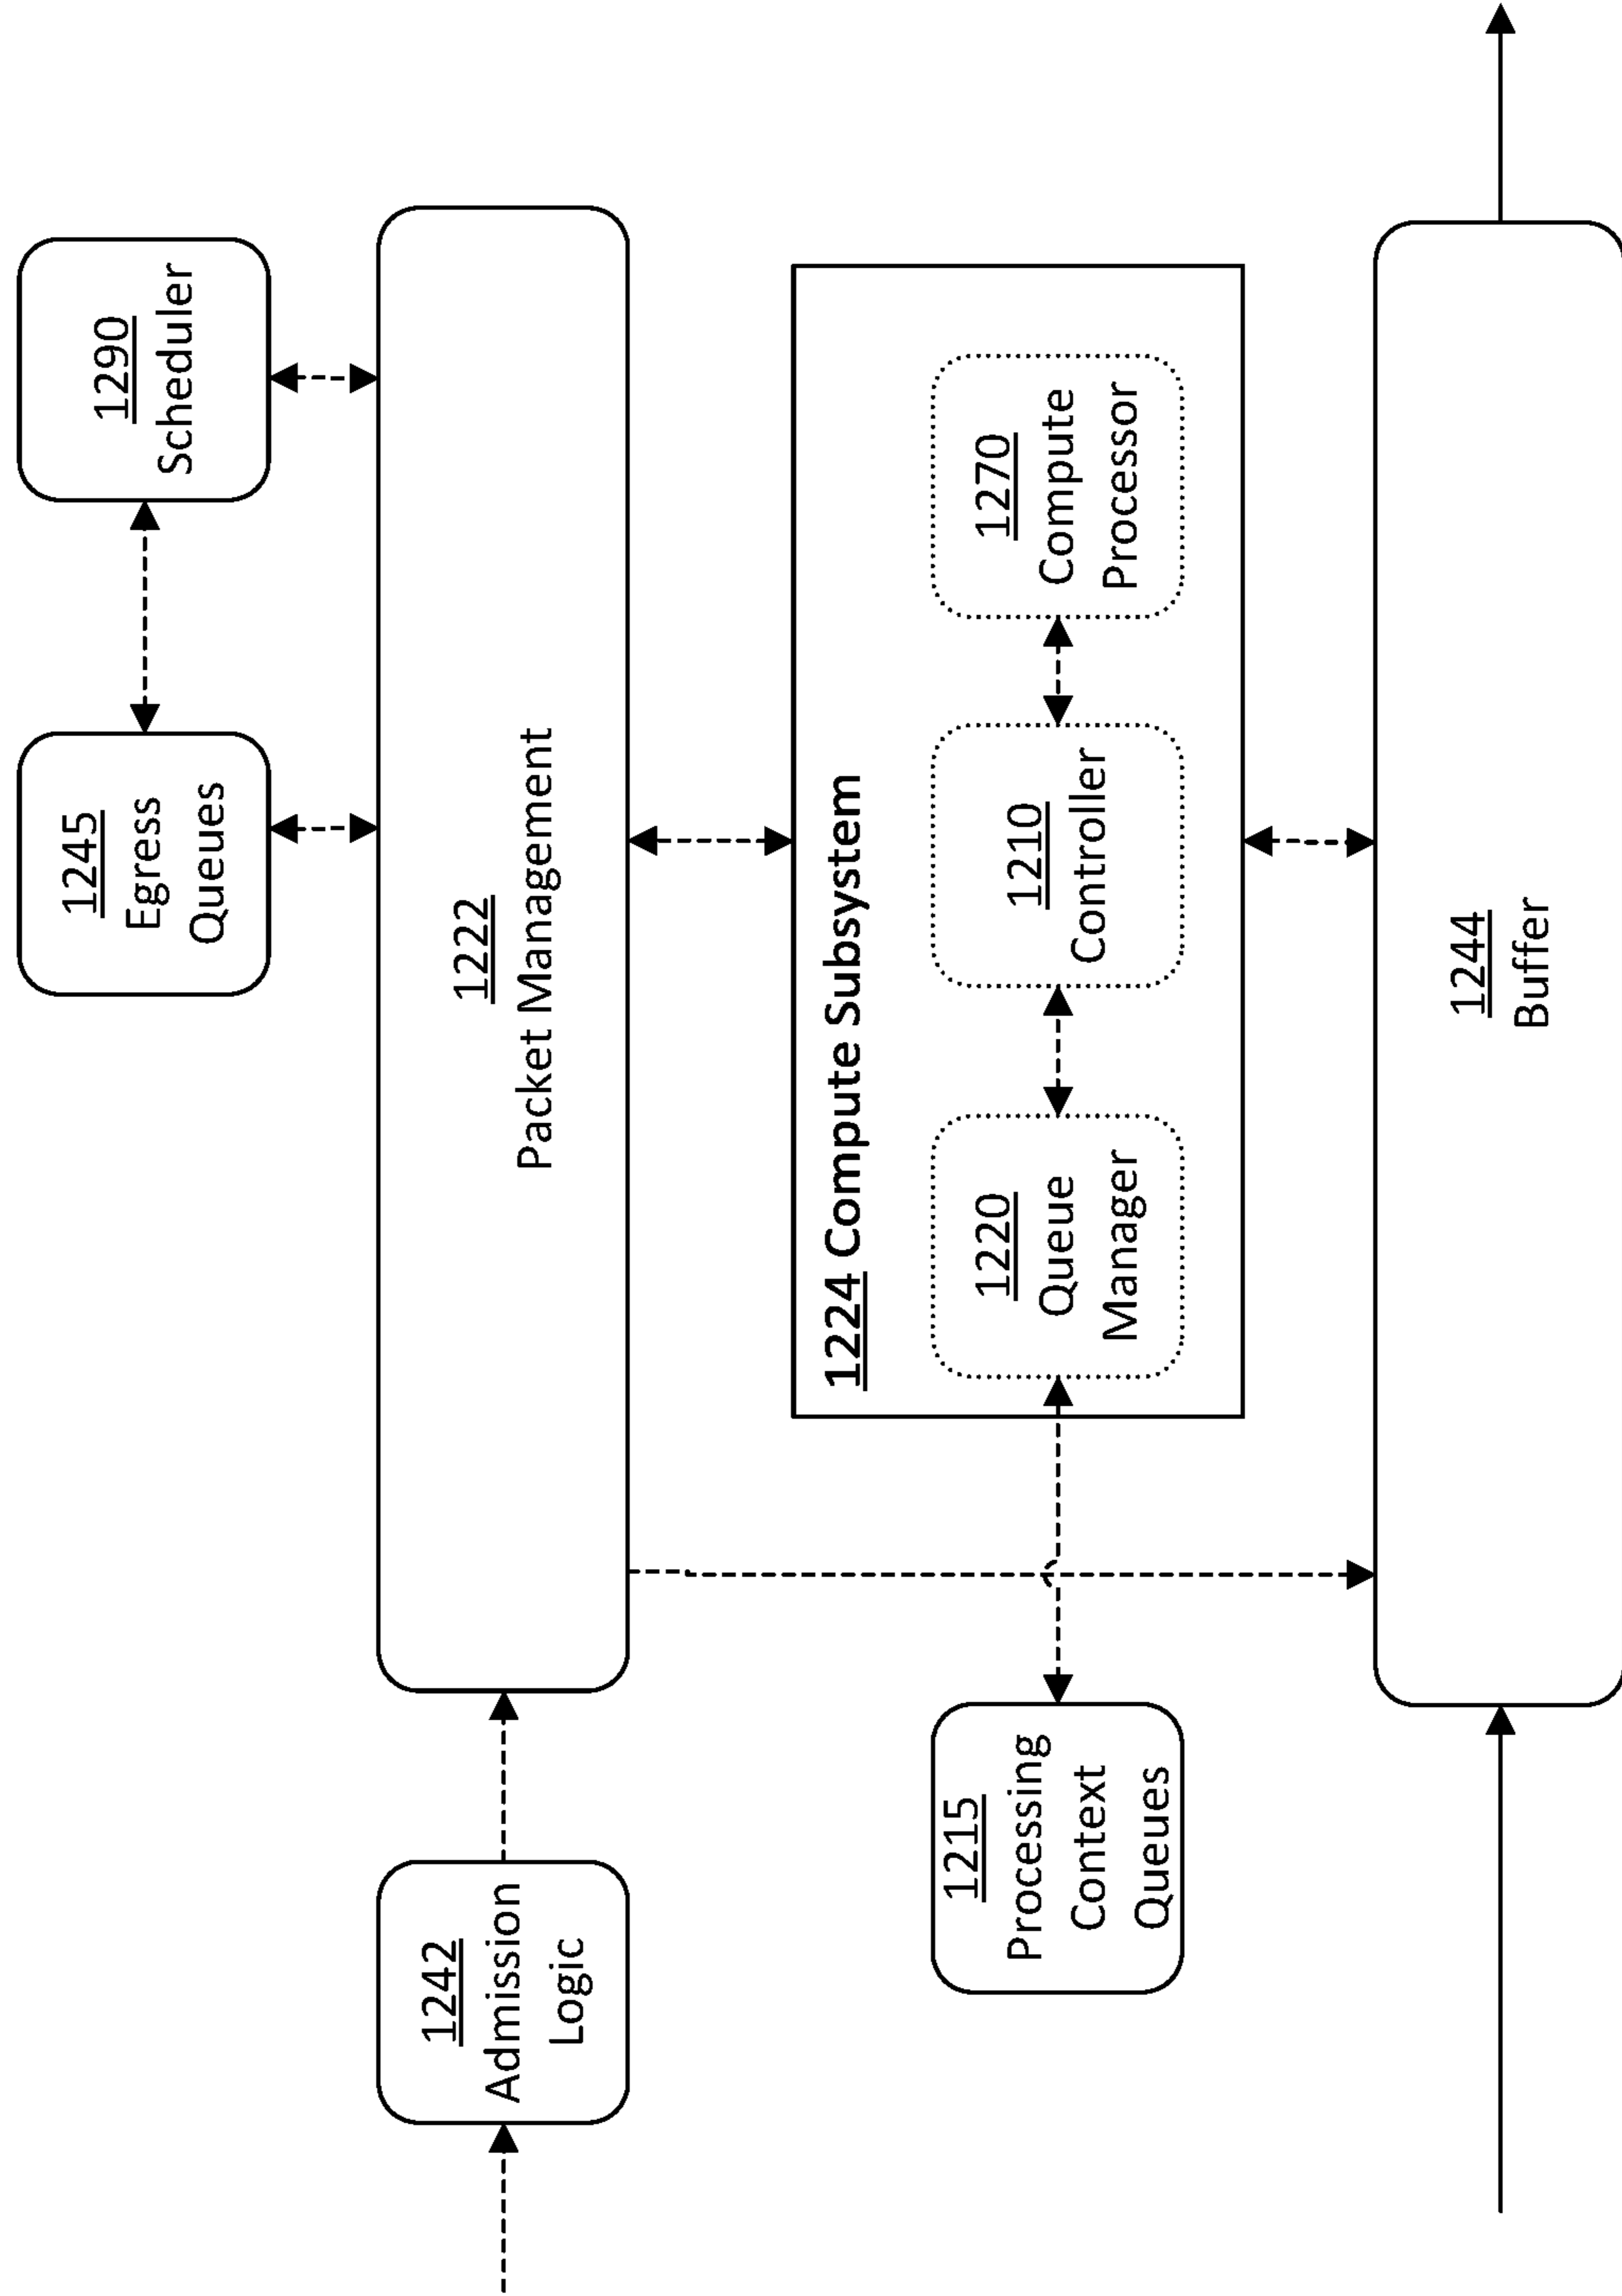 1245
Egress
Queues
1290
Scheduler
1242
Admission
Logic
1222
Packet Management
1224 Compute Subsystem
1215
Processing
Context
Queues
1220
Queue
Manager
1210
Controller
1270
Compute
Processor
1244
Buffer